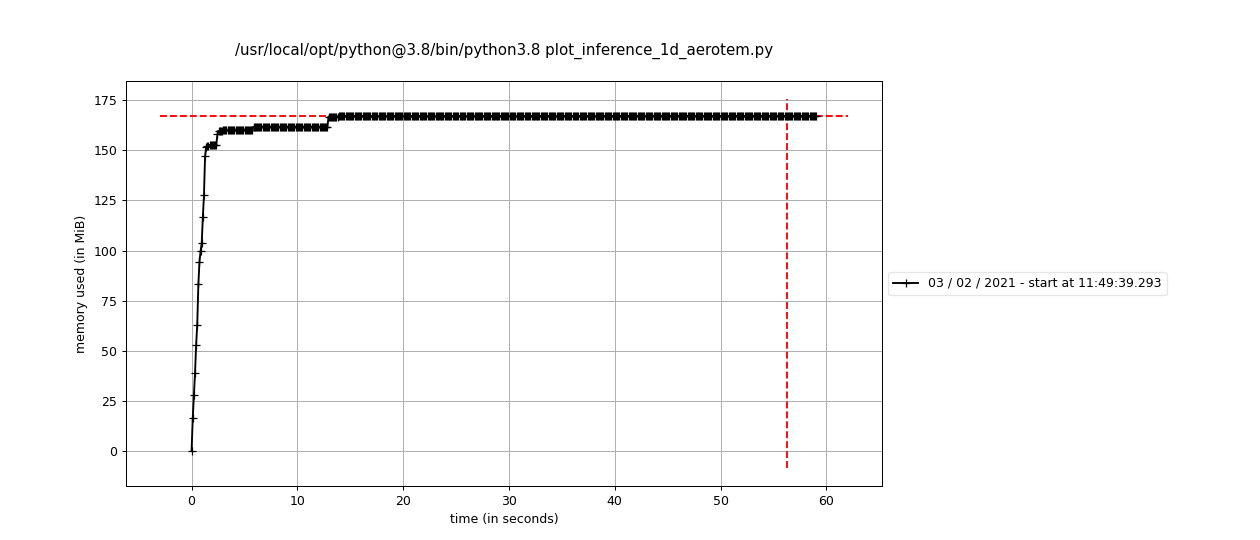 /usr/local/opt/python@3.8/bin/python3.8 plot_inference_1d_aerotem.py
175
150
125
100
75
50
25
0
memory used (in MiB)
03 / 02 / 2021 - start at 11:49:39.293
0 10 20 30 40 50 60
time (in seconds)